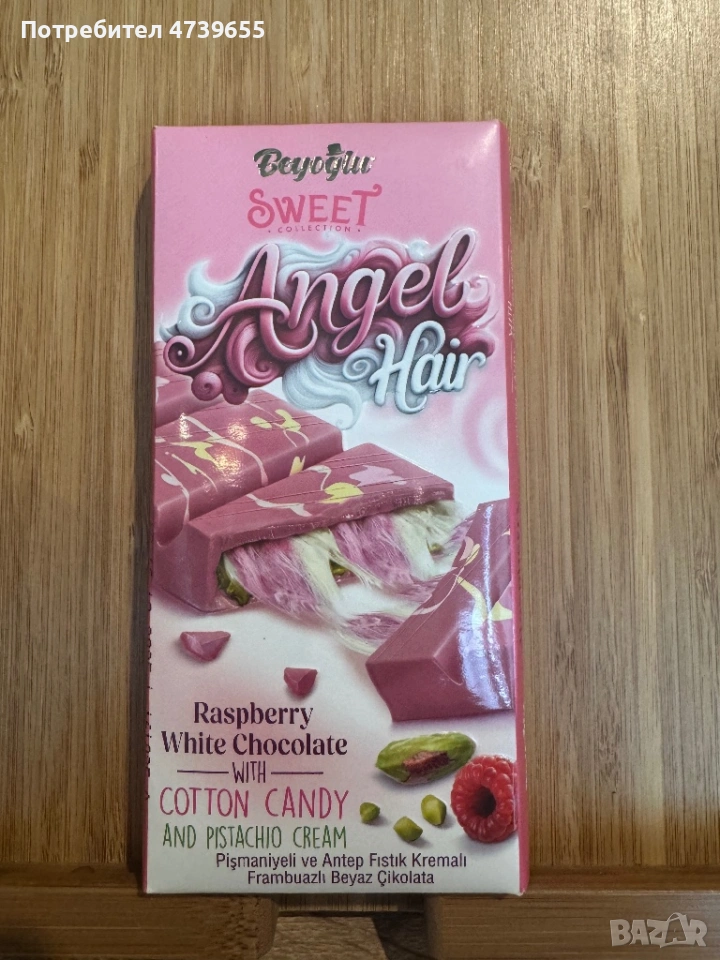 Потребител 4739655
Beyoğlu
SWEET
• COLLECTION •
Angel
Hair
Raspberry
White Chocolate
WITH
COTTON CANDY
AND PISTACHIO CREAM
Pişmaniyeli ve Antep Fıstık Kremalı
Frambuazlı Beyaz Çikolata
BAZAR